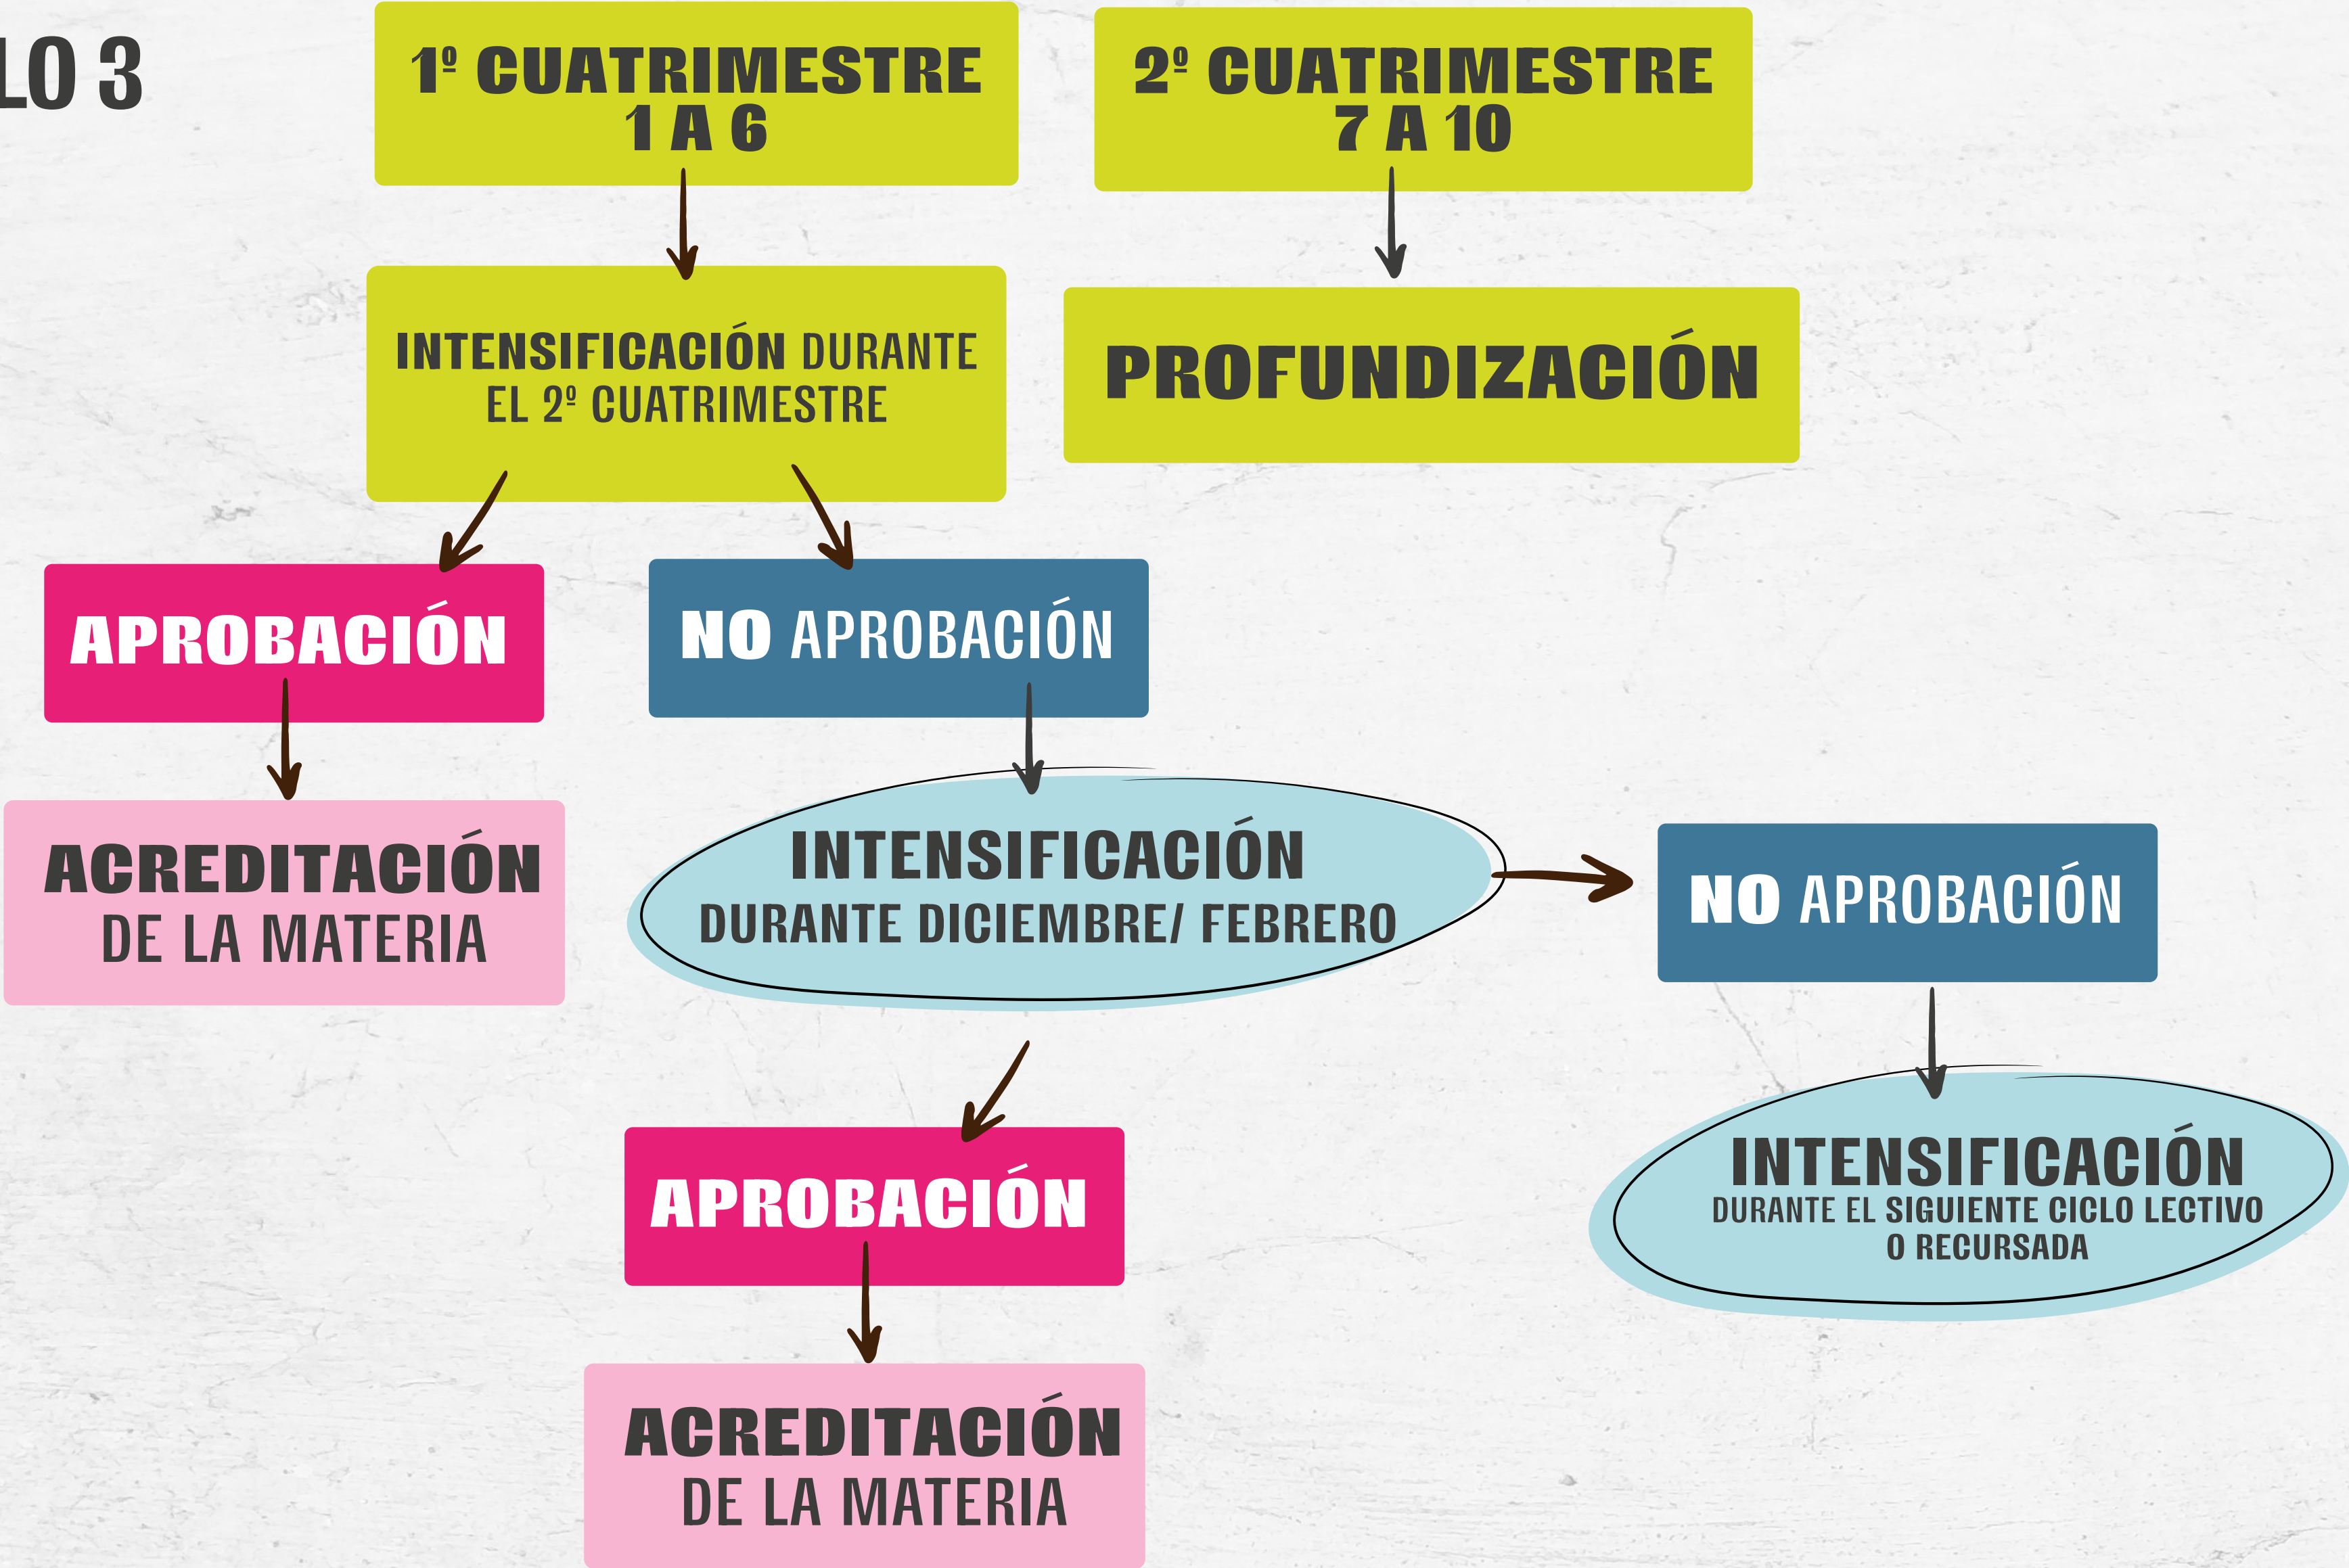 LO 3
1º CUATRIMESTRE
1 A 6
2º CUATRIMESTRE
7 A 10
INTENSIFICACIÓN DURANTE
EL 2º CUATRIMESTRE
PROFUNDIZACIÓN
APROBACIÓN
NO APROBACIÓN
ACREDITACIÓN
DE LA MATERIA
INTENSIFICACIÓN
DURANTE DICIEMBRE/ FEBRERO
NO APROBACIÓN
APROBACIÓN
INTENSIFICACIÓN
DURANTE EL SIGUIENTE CICLO LECTIVO
O RECURSADA
ACREDITACIÓN
DE LA MATERIA